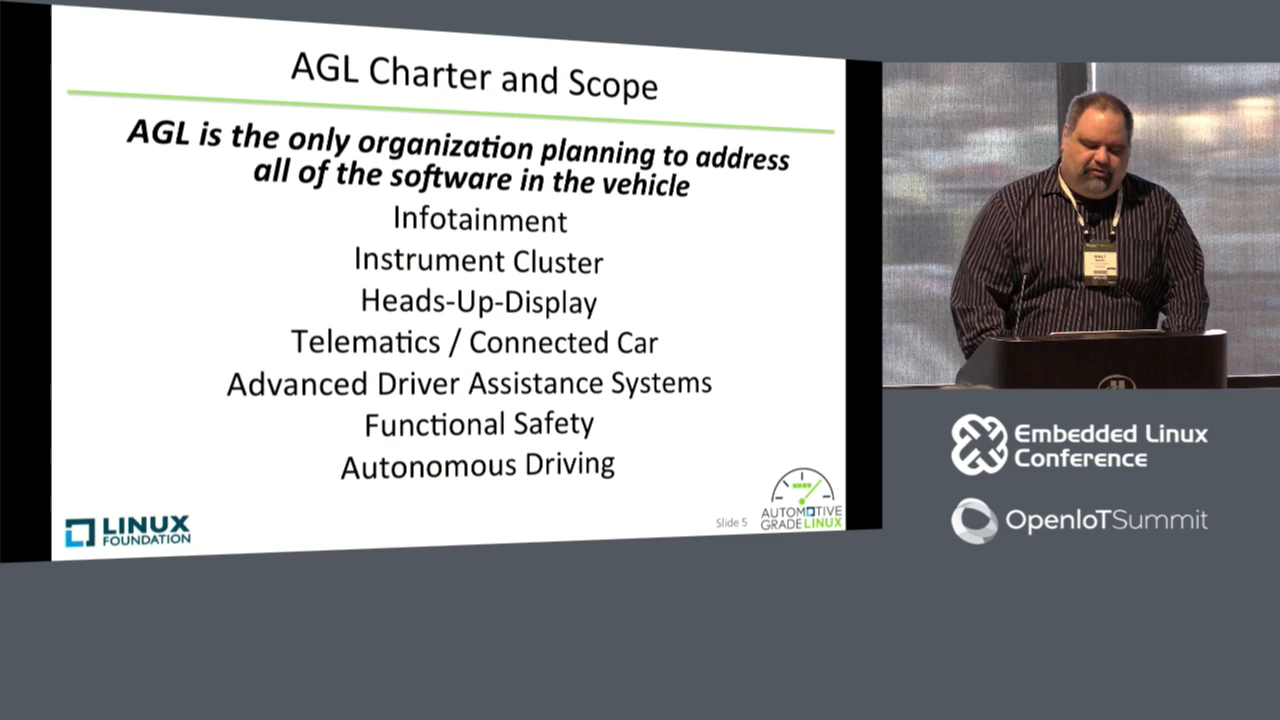 AGL Charter and Scope
AGL is the only organization planning to address
all of the software in the vehicle
Infotainment
Instrument Cluster
Heads-Up-Display
Telematics / Connected Car
Advanced Driver Assistance Systems
Functional Safety
Autonomous Driving
LINUX
FOUNDATION
Slide 5
AUTOMOTIVE
GRADELINUX
WALT
Embedded Linux
Conference
OpenIoTSummit